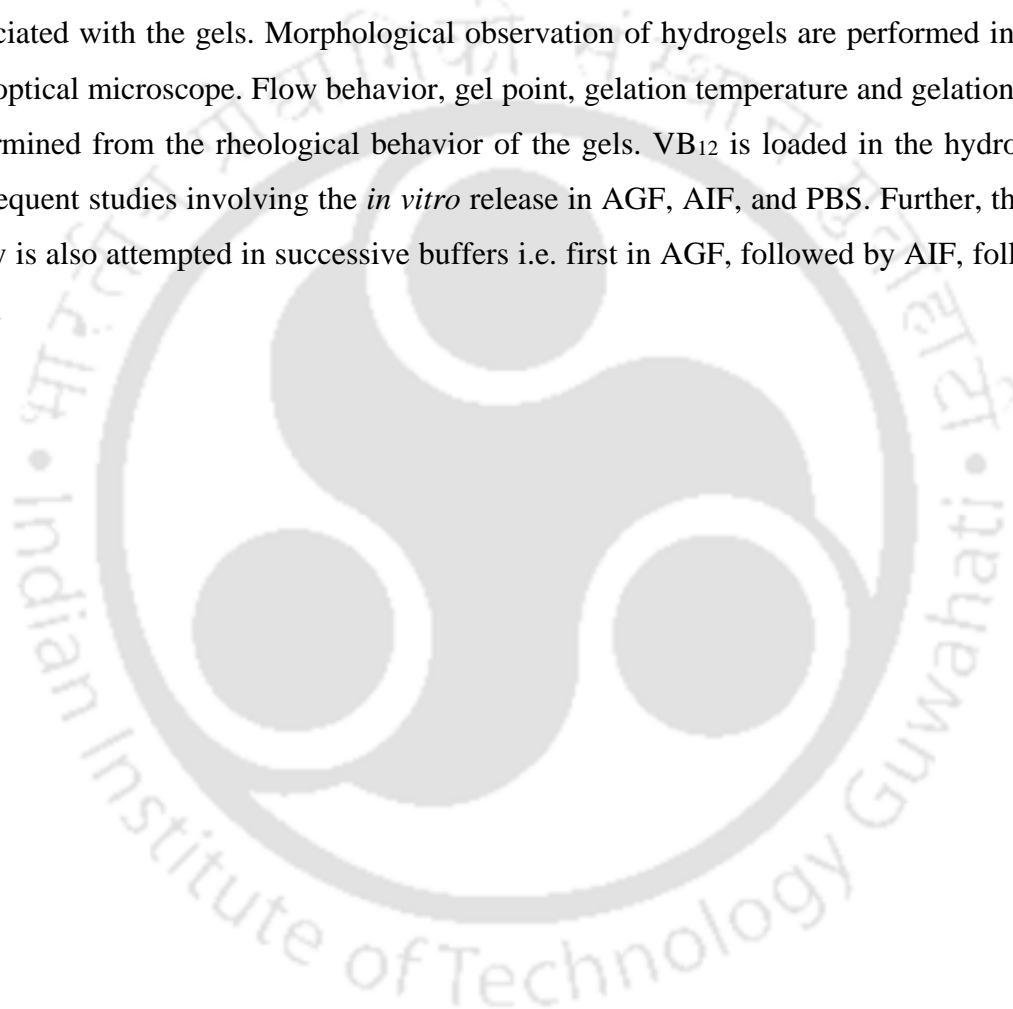 ciated with the gels. Morphological observation of hydrogels are performed in
optical microscope. Flow behavior, gel point, gelation temperature and gelation
rmined from the rheological behavior of the gels. VB12 is loaded in the hydro
equent studies involving the in vitro release in AGF, AIF, and PBS. Further, th
y is also attempted in successive buffers i.e. first in AGF, followed by AIF, foll
भारतीय प्रौद्योगिकी संस्थान गुवाहाटी
Indian Institute of Technology Guwahati